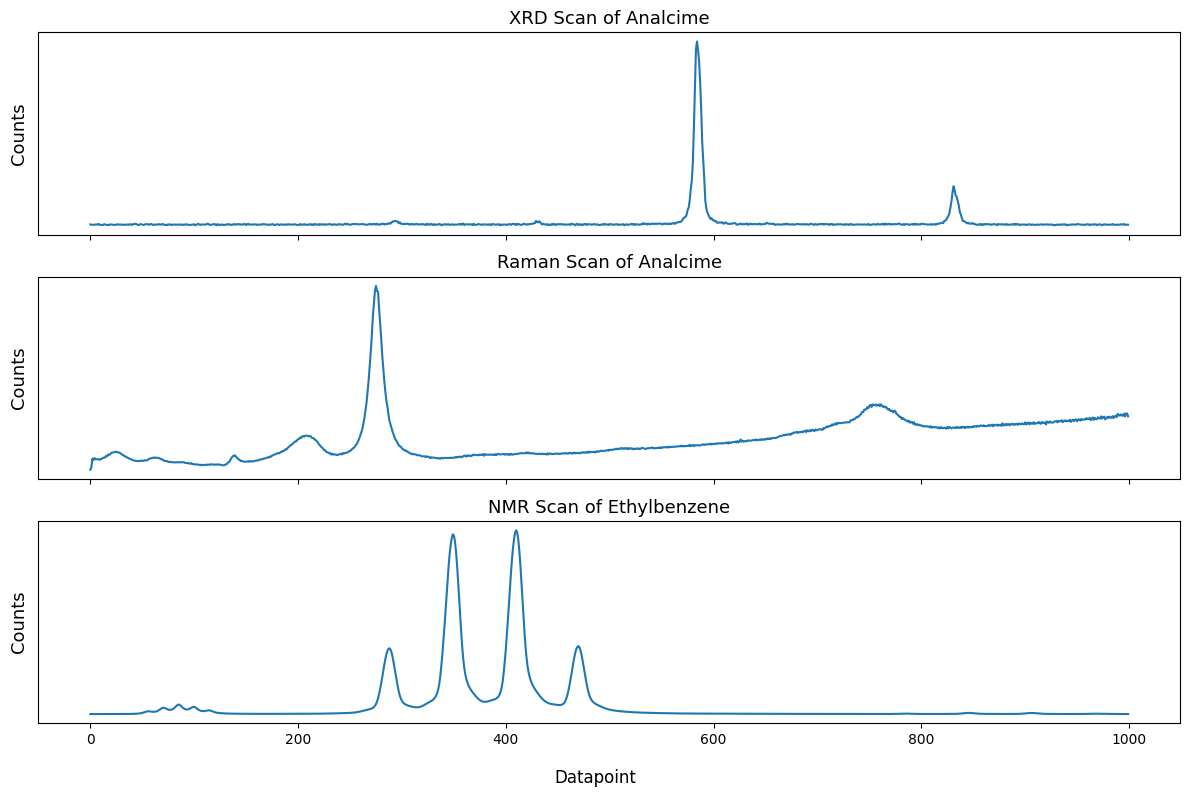 XRD Scan of Analcime
Counts
Raman Scan of Analcime
Counts
NMR Scan of Ethylbenzene
Counts
0 200 400 600 800 1000
Datapoint